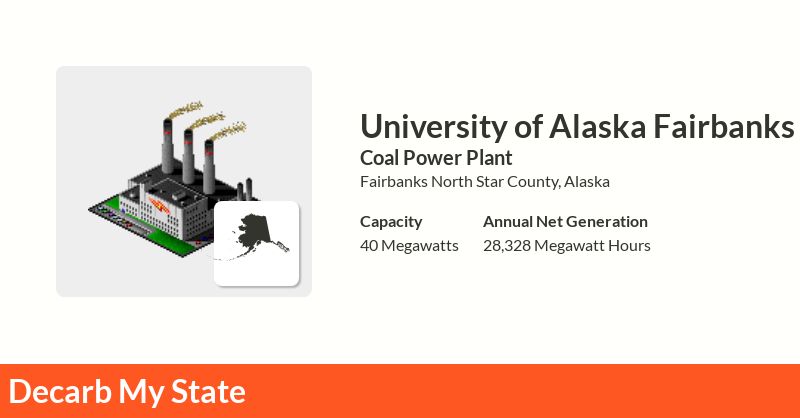 University of Alaska Fairbanks
Coal Power Plant
Fairbanks North Star County, Alaska
Capacity
40 Megawatts
Annual Net Generation
28,328 Megawatt Hours
Decarb My State